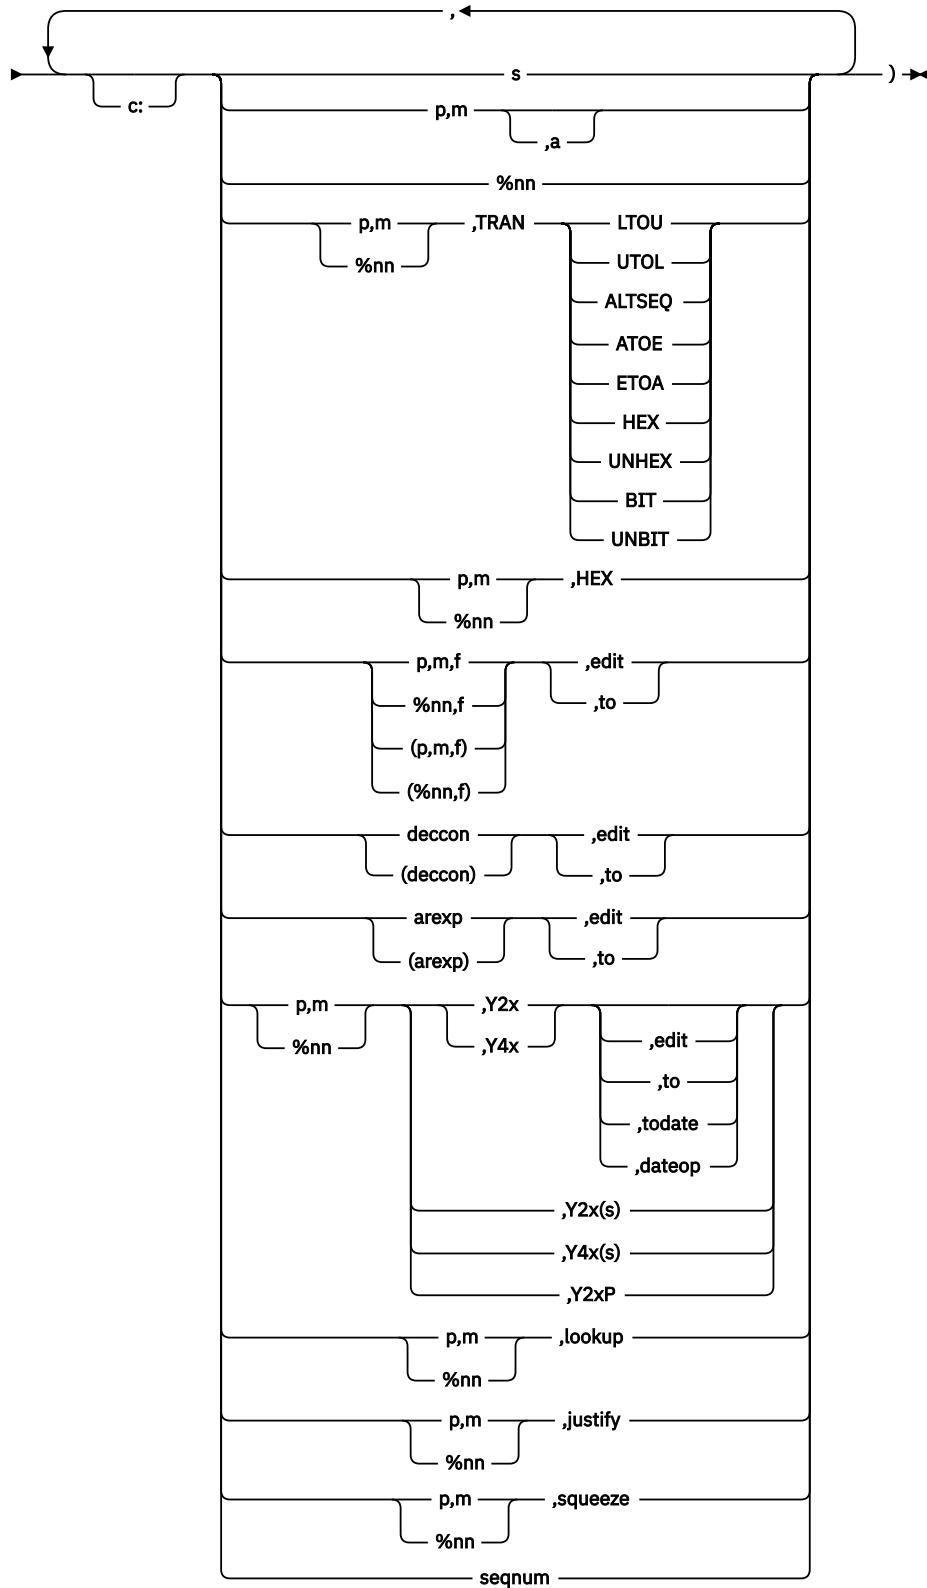 ,
s )
c:
p,m
,a
%nn
p,m ,TRAN LTOU
%nn UTOL
ALTSEQ
ATOE
ETOA
HEX
UNHEX
BIT
UNBIT
p,m ,HEX
%nn
p,m,f ,edit
%nn,f ,to
(p,m,f)
(%nn,f)
deccon ,edit
(deccon) ,to
arexp ,edit
(arexp) ,to
p,m ,Y2x
%nn ,Y4x ,edit
,to
,todate
,dateop
,Y2x(s)
,Y4x(s)
,Y2xP
p,m ,lookup
%nn
p,m ,justify
%nn
p,m ,squeeze
%nn
seqnum